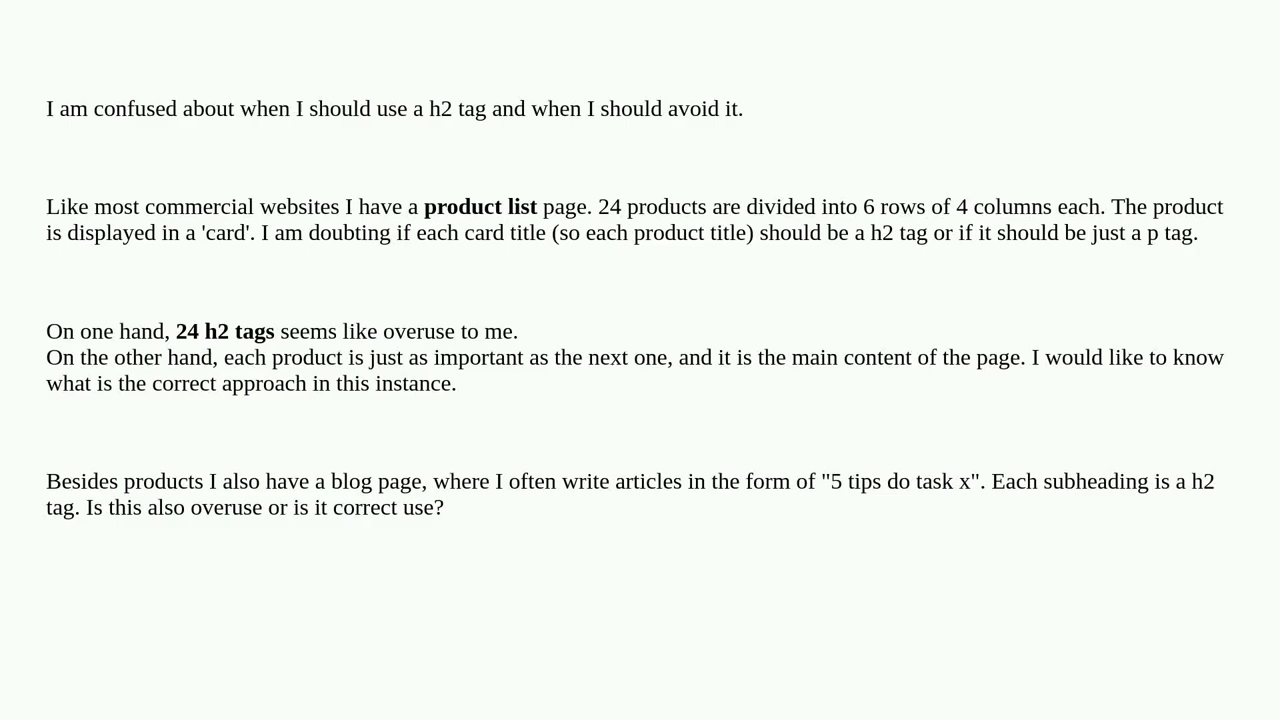 I am confused about when I should use a h2 tag and when I should avoid it.
Like most commercial websites I have a product list page. 24 products are divided into 6 rows of 4 columns each. The product
is displayed in a 'card'. I am doubting if each card title (so each product title) should be a h2 tag or if it should be just a p tag.
On one hand, 24 h2 tags seems like overuse to me.
On the other hand, each product is just as important as the next one, and it is the main content of the page. I would like to know
what is the correct approach in this instance.
Besides products I also have a blog page, where I often write articles in the form of "5 tips do task x". Each subheading is a h2
tag. Is this also overuse or is it correct use?